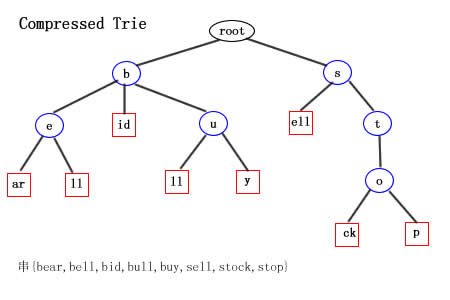 Compressed Trie
root
b
s
e
id
u
ell
t
ar
ll
ll
y
o
ck
p
串{bear,bell,bid,bull,buy,sell,stock,stop}